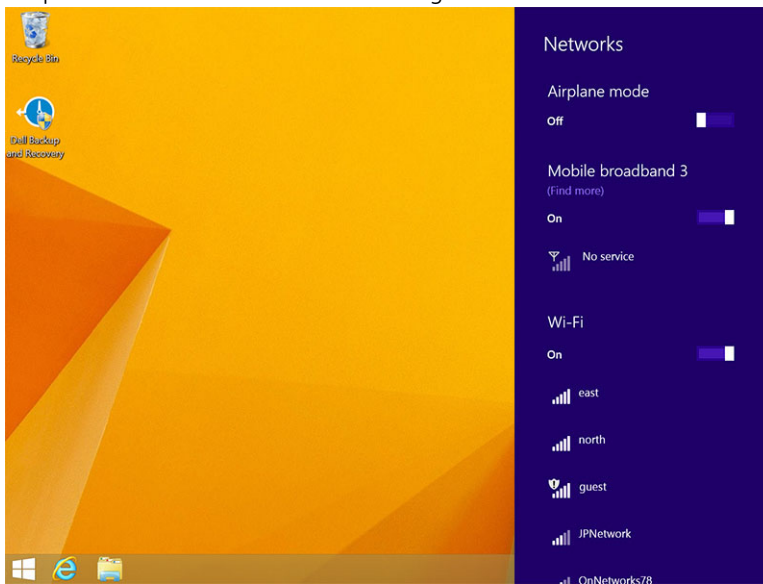 Recycle Bin
Dell Backup
and Recovery
Networks
Airplane mode
Off
Mobile broadband 3
(Find more)
On
No service
Wi-Fi
On
east
north
guest
JPNetwork
OnNetworks78